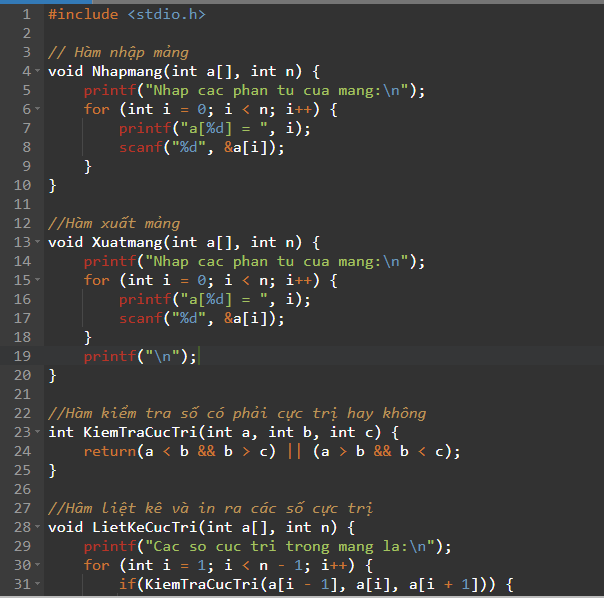 1 #include <stdio.h>
2
3 // Hàm nhập mảng
4 void Nhapmang(int a[], int n) {
5     printf("Nhap cac phan tu cua mang:\n");
6     for (int i = 0; i < n; i++) {
7         printf("a[%d] = ", i);
8         scanf("%d", &a[i]);
9     }
10 }
11
12 //Hàm xuất mảng
13 void Xuatmang(int a[], int n) {
14     printf("Nhap cac phan tu cua mang:\n");
15     for (int i = 0; i < n; i++) {
16         printf("a[%d] = ", i);
17         scanf("%d", &a[i]);
18     }
19     printf("\n");
20 }
21
22 //Hàm kiểm tra số có phải cực trị hay không
23 int KiemTraCucTri(int a, int b, int c) {
24     return(a < b && b > c) || (a > b && b < c);
25 }
26
27 //Hâm liệt kê và in ra các số cực trị
28 void LietKeCucTri(int a[], int n) {
29     printf("Cac so cuc tri trong mang la:\n");
30     for (int i = 1; i < n - 1; i++) {
31         if(KiemTraCucTri(a[i - 1], a[i], a[i + 1])) {